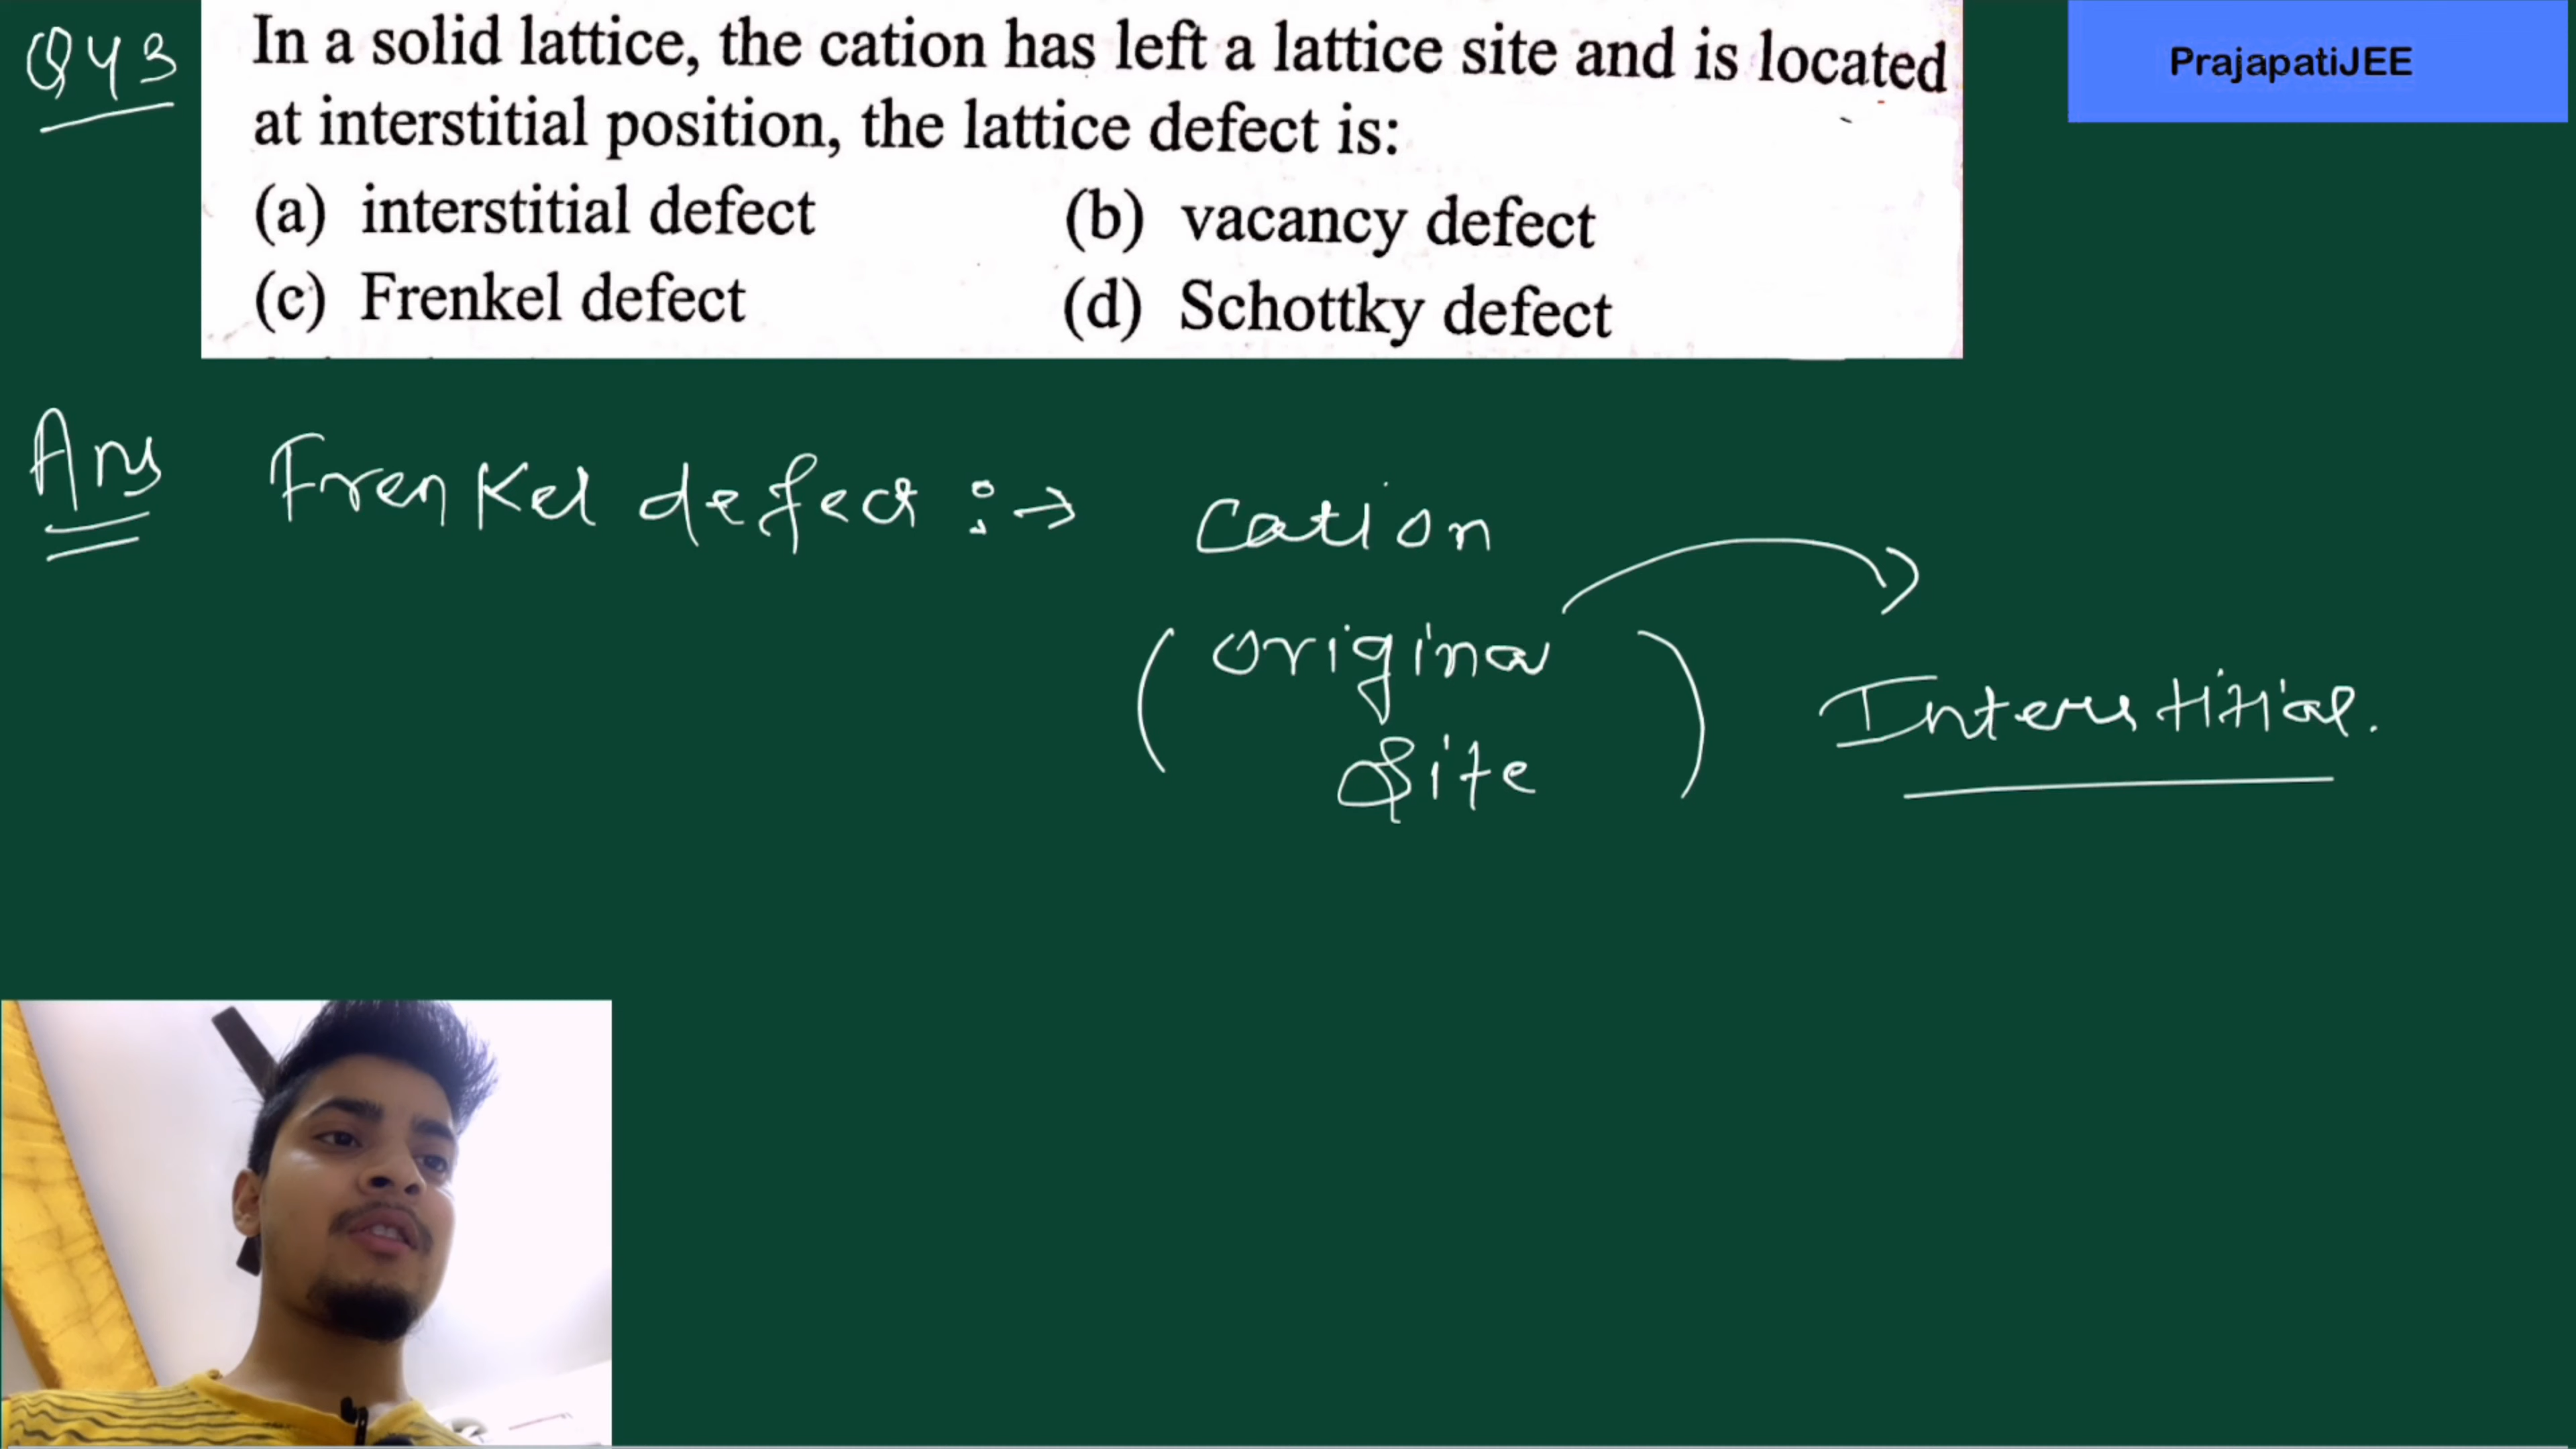 Q43
In a solid lattice, the cation has left a lattice site and is located
at interstitial position, the lattice defect is:
(a) interstitial defect (b) vacancy defect
(c) Frenkel defect (d) Schottky defect
PrajapatiJEE
Ans Frenkel defect :→ Cation
(Original
Site) Interstitial.